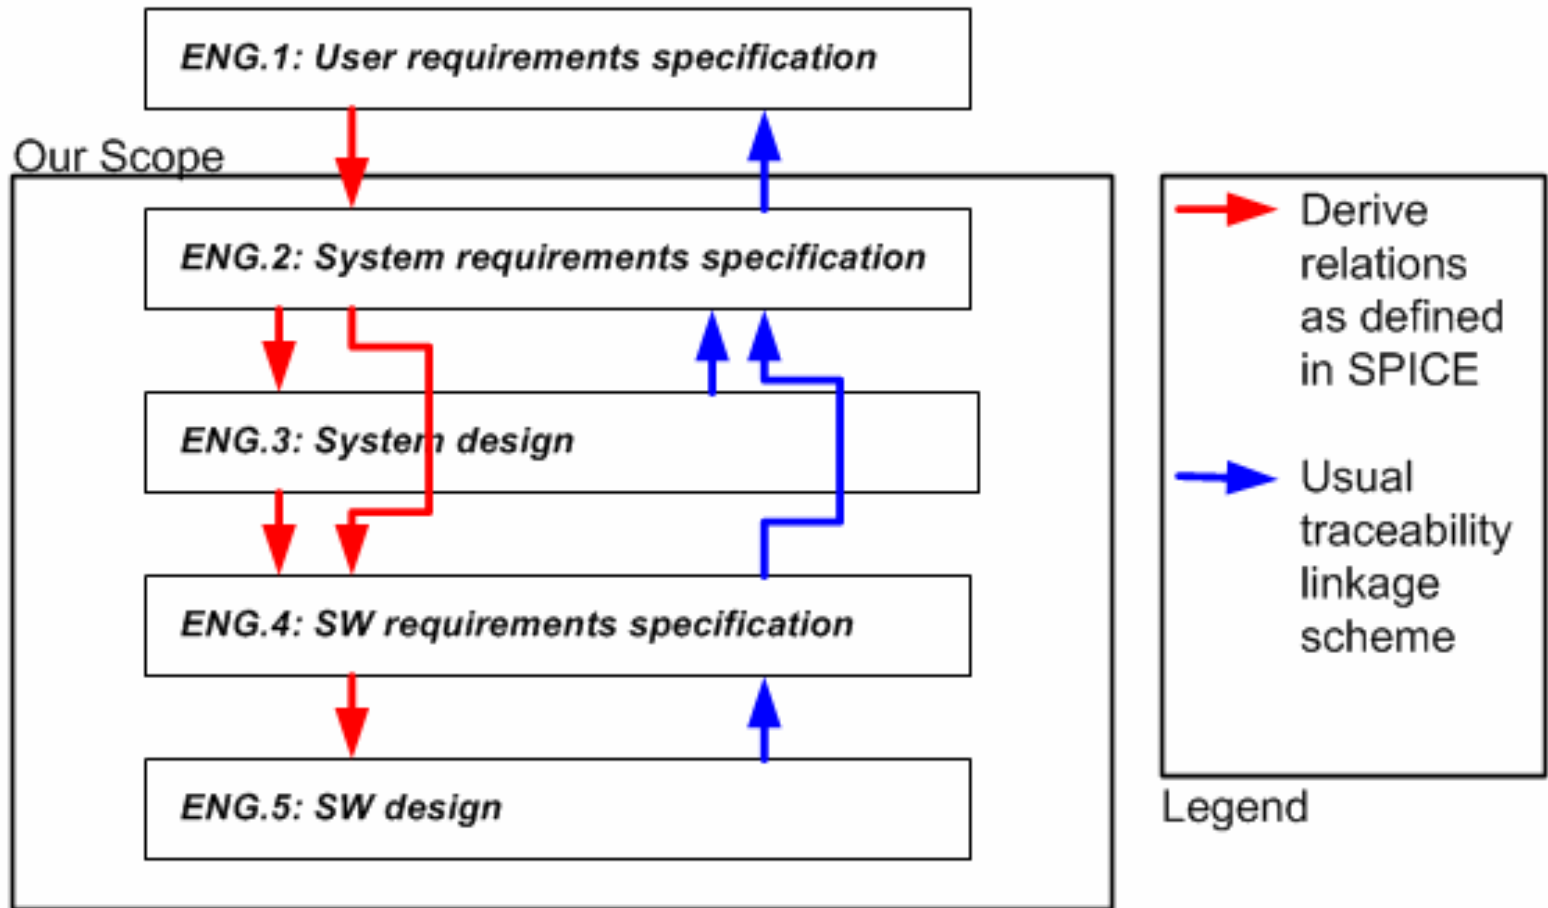 ENG.1: User requirements specification
Our Scope
ENG.2: System requirements specification
ENG.3: System design
ENG.4: SW requirements specification
ENG.5: SW design
Derive
relations
as defined
in SPICE
Usual
traceability
linkage
scheme
Legend